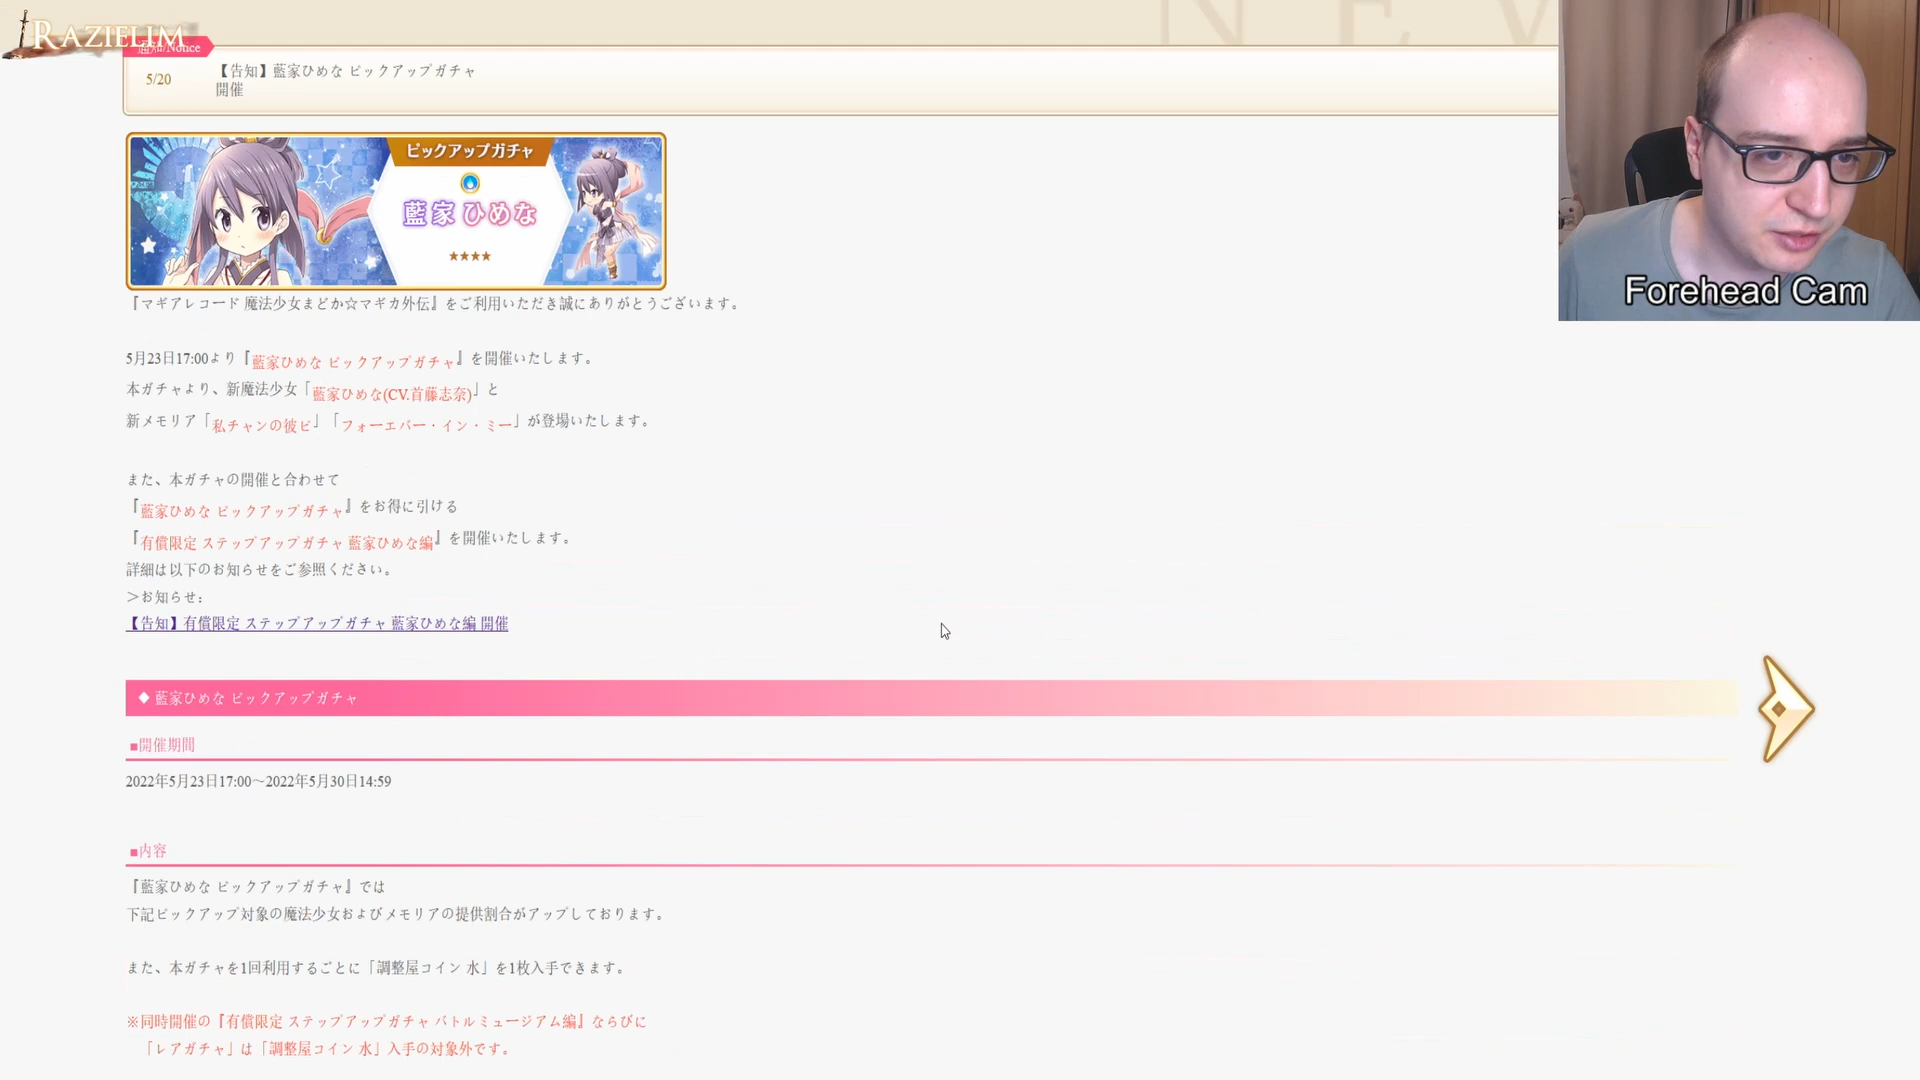 RAZIELIM
NEW
通知/Notice
5/20
【告知】藍家ひめな ピックアップガチャ
開催
ピックアップガチャ
藍家 ひめな
★★★★
『マギアレコード 魔法少女まどか☆マギカ外伝』をご利用いただき誠にありがとうございます。
5月23日17:00より『藍家ひめな ピックアップガチャ』を開催いたします。
本ガチャより、新魔法少女「藍家ひめな(CV.首藤志奈)」と
新メモリア「私チャンの彼ピ」「フォーエバー・イン・ミー」が登場いたします。
また、本ガチャの開催と合わせて
『藍家ひめな ピックアップガチャ』をお得に引ける
『有償限定 ステップアップガチャ 藍家ひめな編』を開催いたします。
詳細は以下のお知らせをご参照ください。
＞お知らせ:
【告知】有償限定 ステップアップガチャ 藍家ひめな編 開催
◆ 藍家ひめな ピックアップガチャ
■開催期間
2022年5月23日17:00～2022年5月30日14:59
■内容
『藍家ひめな ピックアップガチャ』では
下記ピックアップ対象の魔法少女およびメモリアの提供割合がアップしております。
また、本ガチャを1回利用するごとに「調整屋コイン 水」を1枚入手できます。
※同時開催の『有償限定 ステップアップガチャ バトルミュージアム編』ならびに
「レアガチャ」は「調整屋コイン 水」入手の対象外です。
Forehead Cam